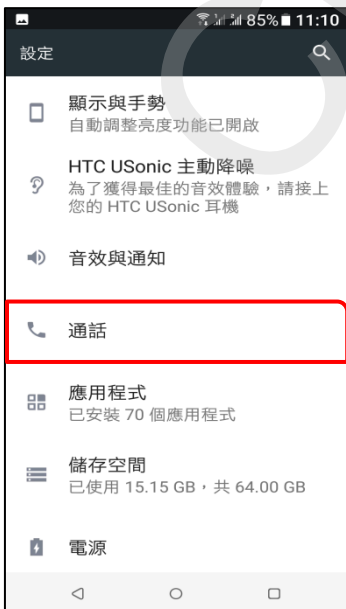 85% 11:10
設定
顯示與手勢
自動調整亮度功能已開啟
HTC USonic 主動降噪
為了獲得最佳的音效體驗，請接上
您的 HTC USonic 耳機
音效與通知
通話
應用程式
已安裝 70 個應用程式
儲存空間
已使用 15.15 GB，共 64.00 GB
電源